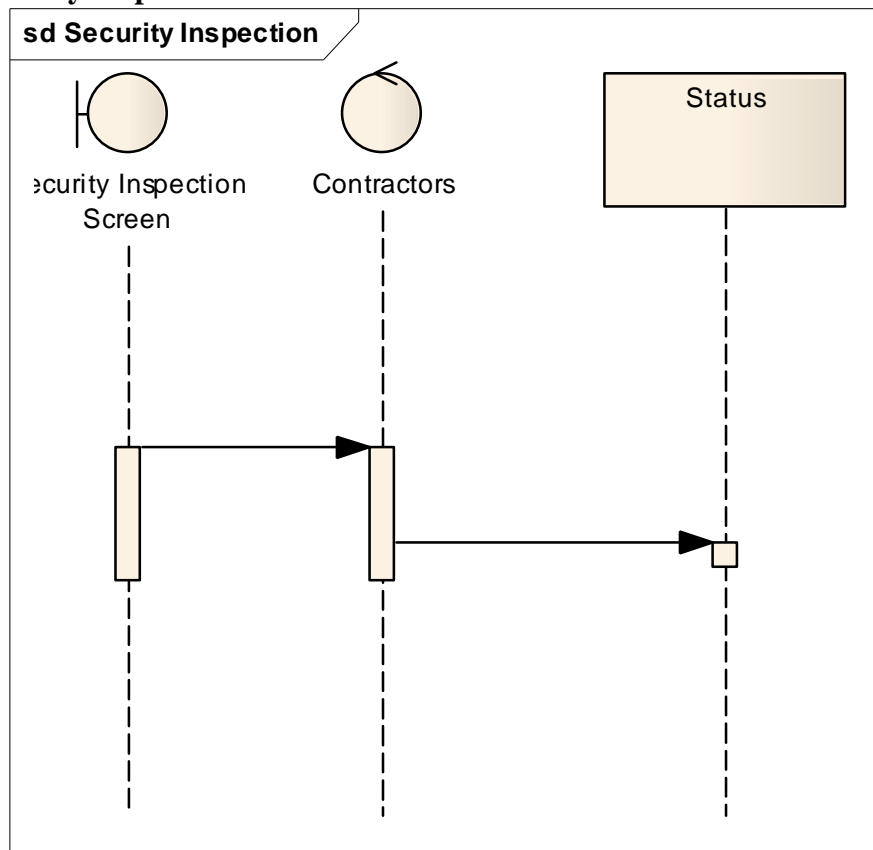 sd Security Inspection
ecurity Inspection
Screen
Contractors
Status